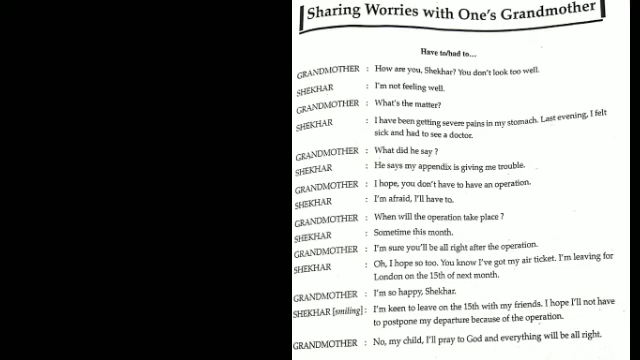 Sharing Worries with One's Grandmother
Have to/had to...
GRANDMOTHER : How are you, Shekhar? You don't look too well.
SHEKHAR : I'm not feeling well.
GRANDMOTHER : What's the matter?
SHEKHAR : I have been getting severe pains in my stomach. Last evening, I felt
sick and had to see a doctor.
GRANDMOTHER : What did he say ?
SHEKHAR : He says my appendix is giving me trouble.
GRANDMOTHER : I hope, you don't have to have an operation.
SHEKHAR : I'm afraid, I'll have to.
GRANDMOTHER : When will the operation take place ?
SHEKHAR : Sometime this month.
GRANDMOTHER : I'm sure you'll be all right after the operation.
SHEKHAR : Oh, I hope so too. You know I've got my air ticket. I'm leaving for
London on the 15th of next month.
GRANDMOTHER : I'm so happy, Shekhar.
SHEKHAR [smiling] : I'm keen to leave on the 15th with my friends. I hope I'll not have
to postpone my departure because of the operation.
GRANDMOTHER : No, my child, I'll pray to God and everything will be all right.